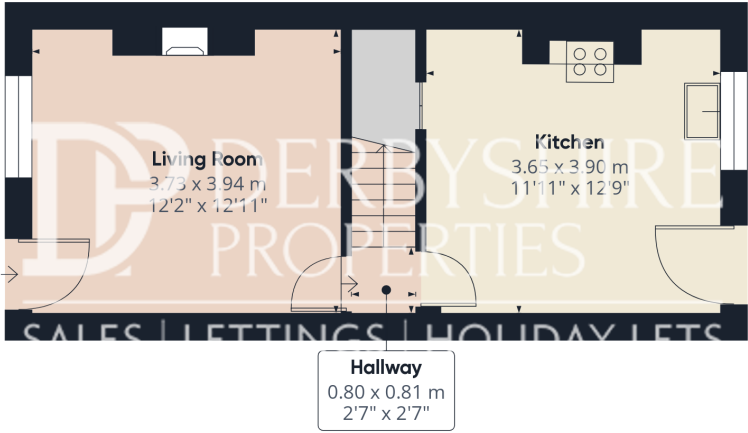 Living Room
3.73 x 3.94 m
12'2" x 12'11"
Kitchen
3.65 x 3.90 m
11'11" x 12'9"
DP DERBYSHIRE
PROPERTIES
SALES | LETTINGS | HOLIDAY LETS
Hallway
0.80 x 0.81 m
2'7" x 2'7"